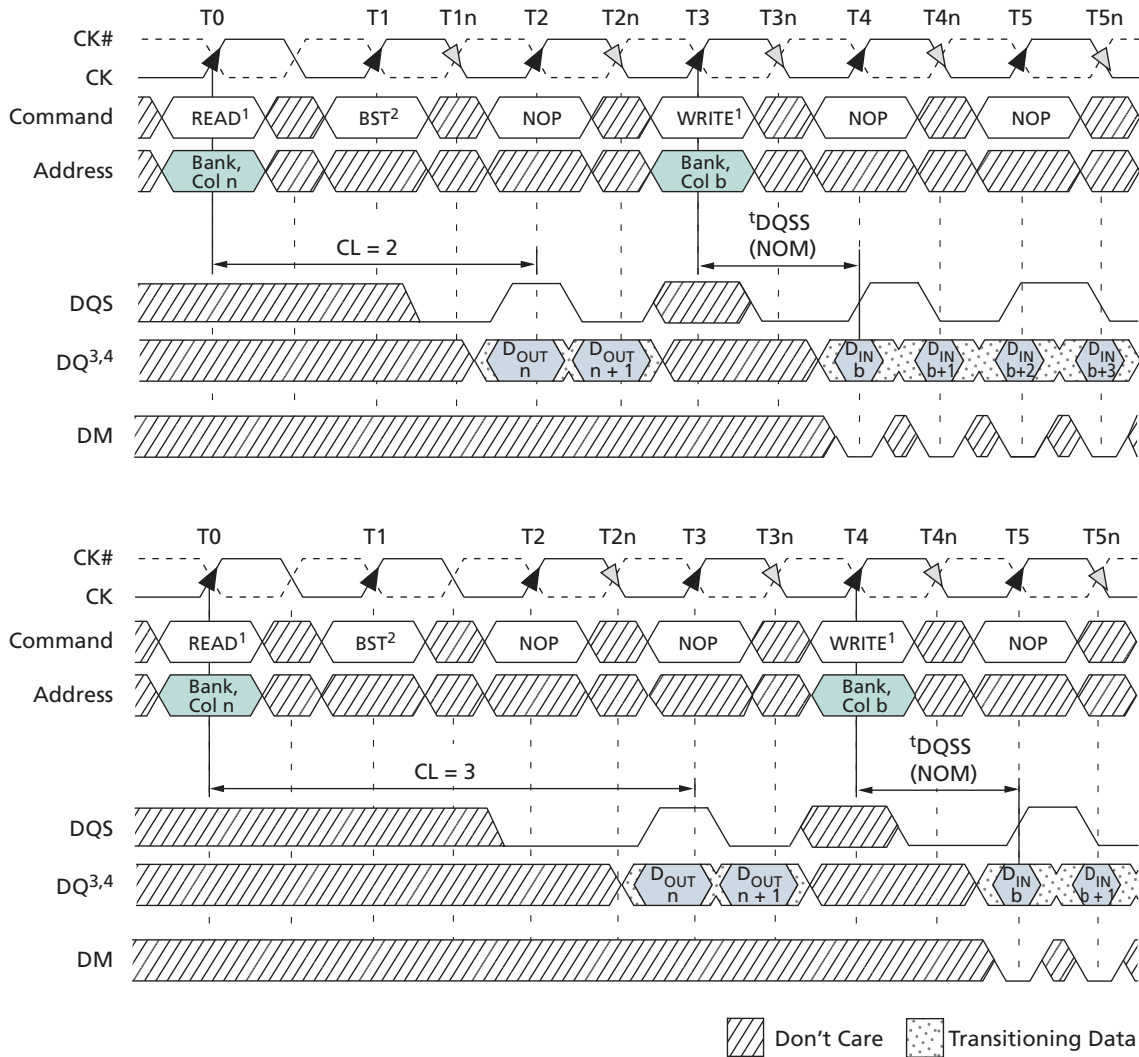 T0 T1 T1n T2 T2n T3 T3n T4 T4n T5 T5n
CK#
CK
Command READ1 BST2 NOP WRITE1 NOP NOP
Address Bank, Col n Bank, Col b
CL = 2 tDQSS (NOM)
DQS
DQ3,4 DOUT n DOUT n + 1 DIN b DIN b+1 DIN b+2 DIN b+3
DM
T0 T1 T2 T2n T3 T3n T4 T4n T5 T5n
CK#
CK
Command READ1 BST2 NOP NOP WRITE1 NOP
Address Bank, Col n Bank, Col b
CL = 3 tDQSS (NOM)
DQS
DQ3,4 DOUT n DOUT n + 1 DIN b DIN b + 1
DM
Don't Care Transitioning Data